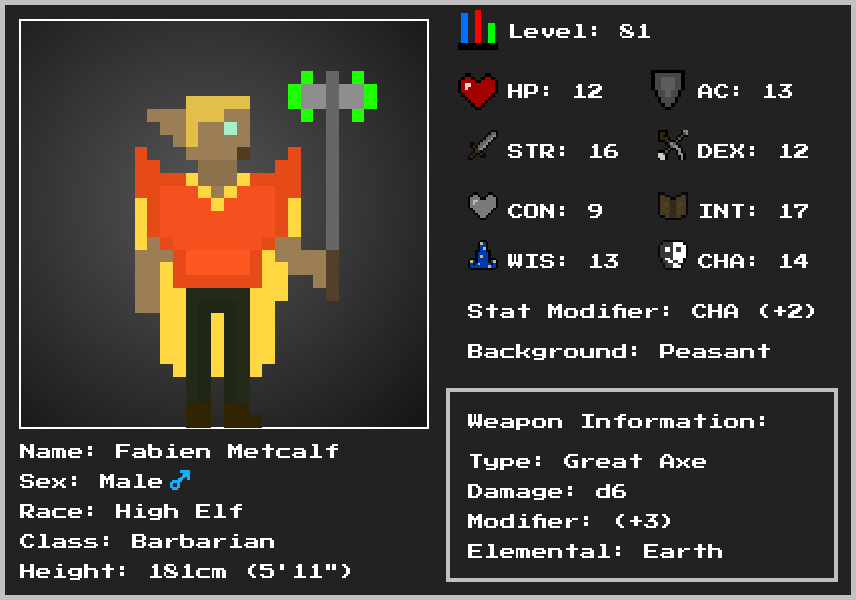 Level: 81
HP: 12 AC: 13
STR: 16 DEX: 12
CON: 9 INT: 17
WIS: 13 CHA: 14
Stat Modifier: CHA (+2)
Background: Peasant
Weapon Information:
Type: Great Axe
Damage: d6
Modifier: (+3)
Elemental: Earth
Name: Fabien Metcalf
Sex: Male ♂
Race: High Elf
Class: Barbarian
Height: 181cm (5'11")